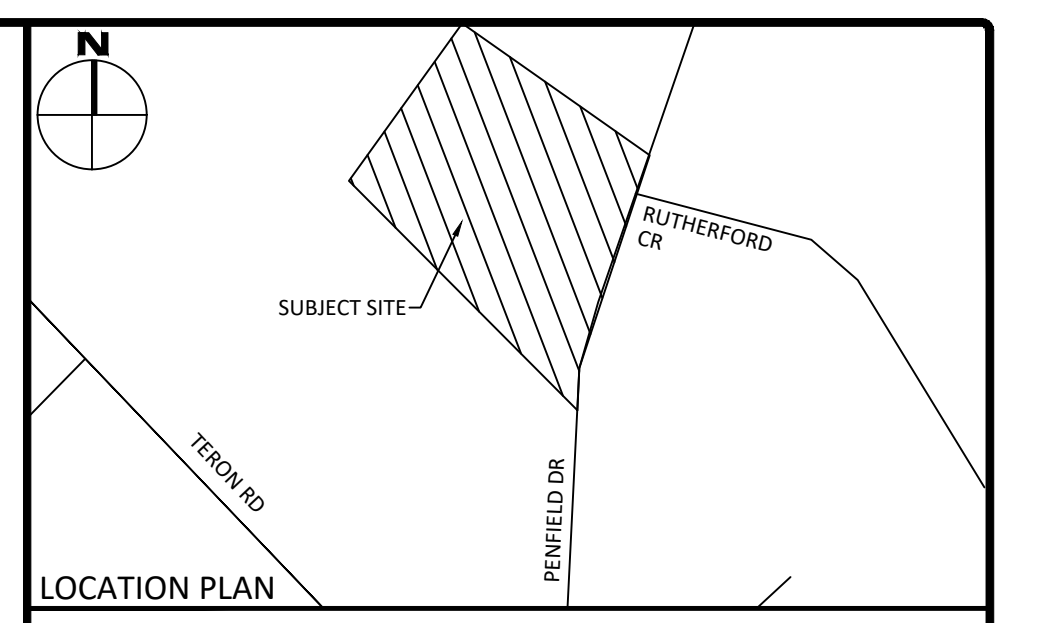 N
RUTHERFORD
CR
SUBJECT SITE
TERON RD
PENFIELD DR
LOCATION PLAN